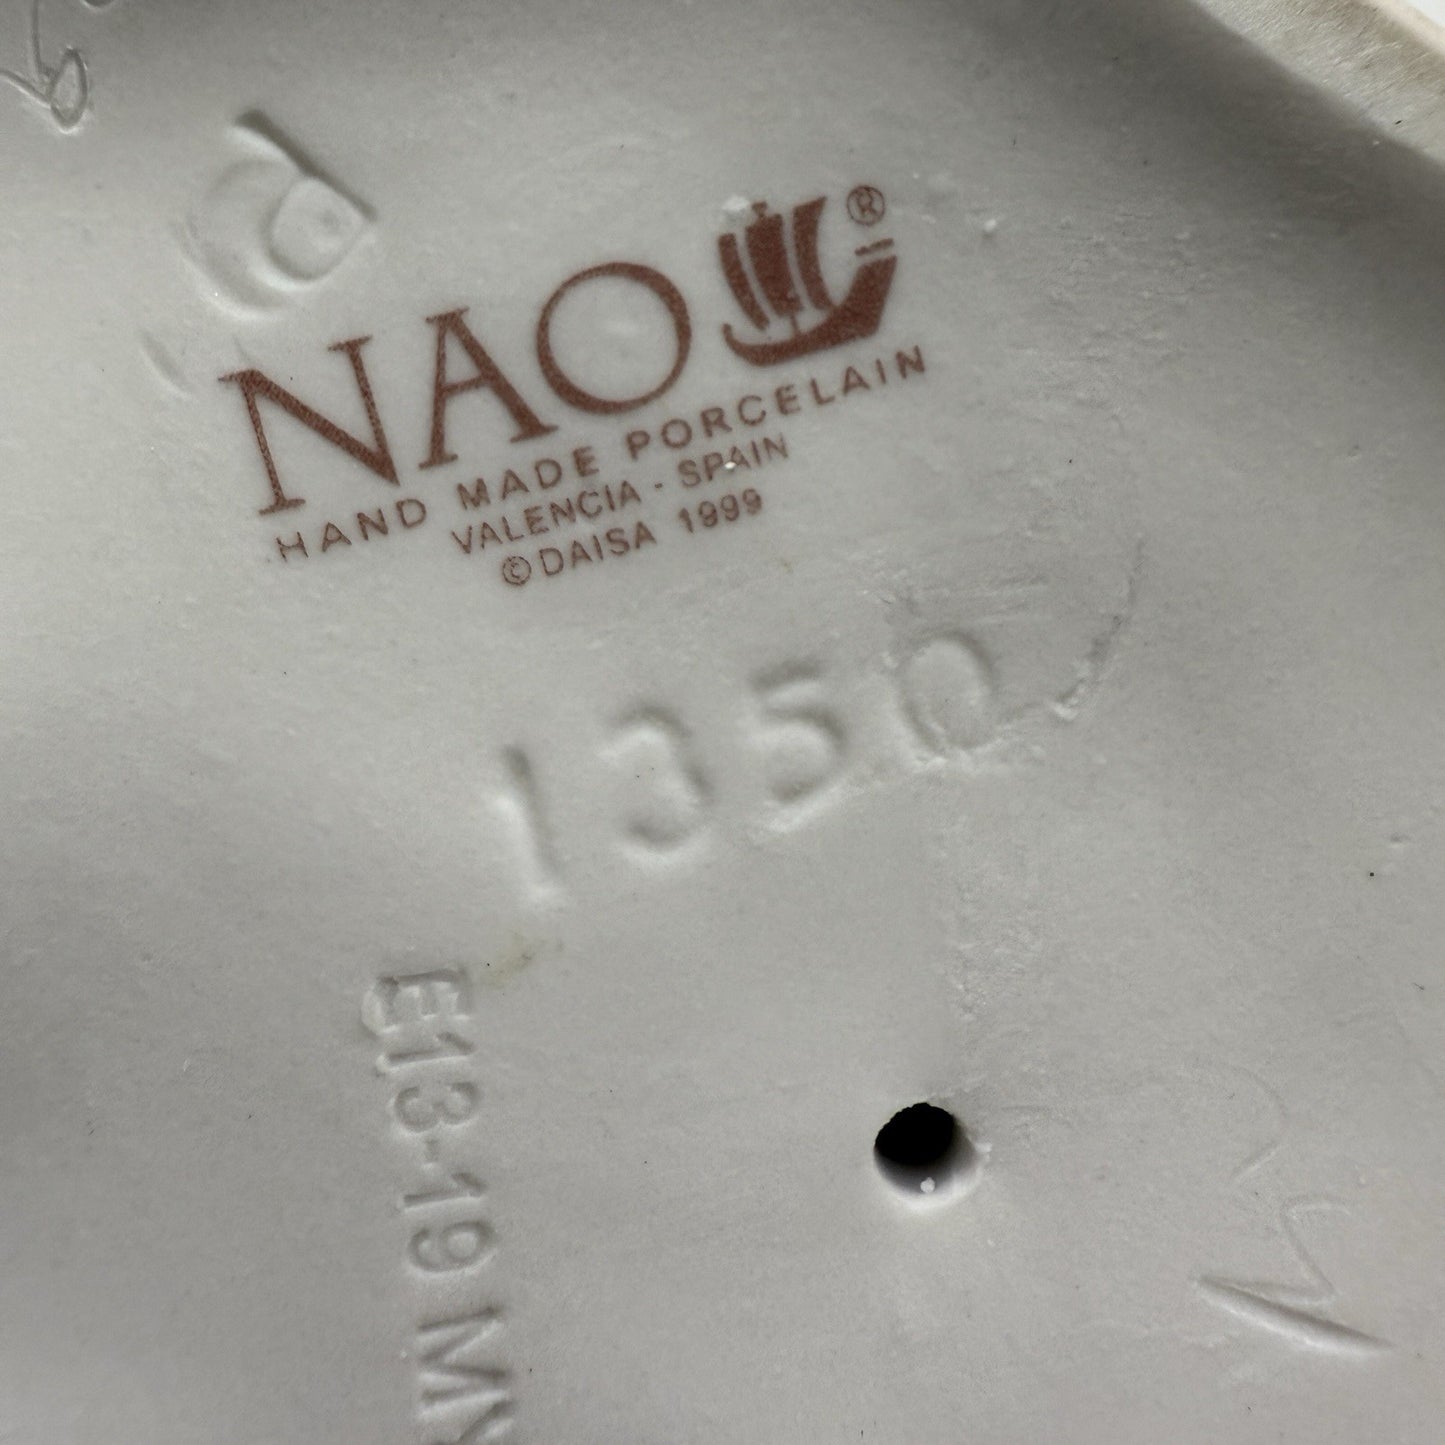 NAO ®
HAND MADE PORCELAIN
VALENCIA - SPAIN
© DAISA 1999
1350
E13-19 M